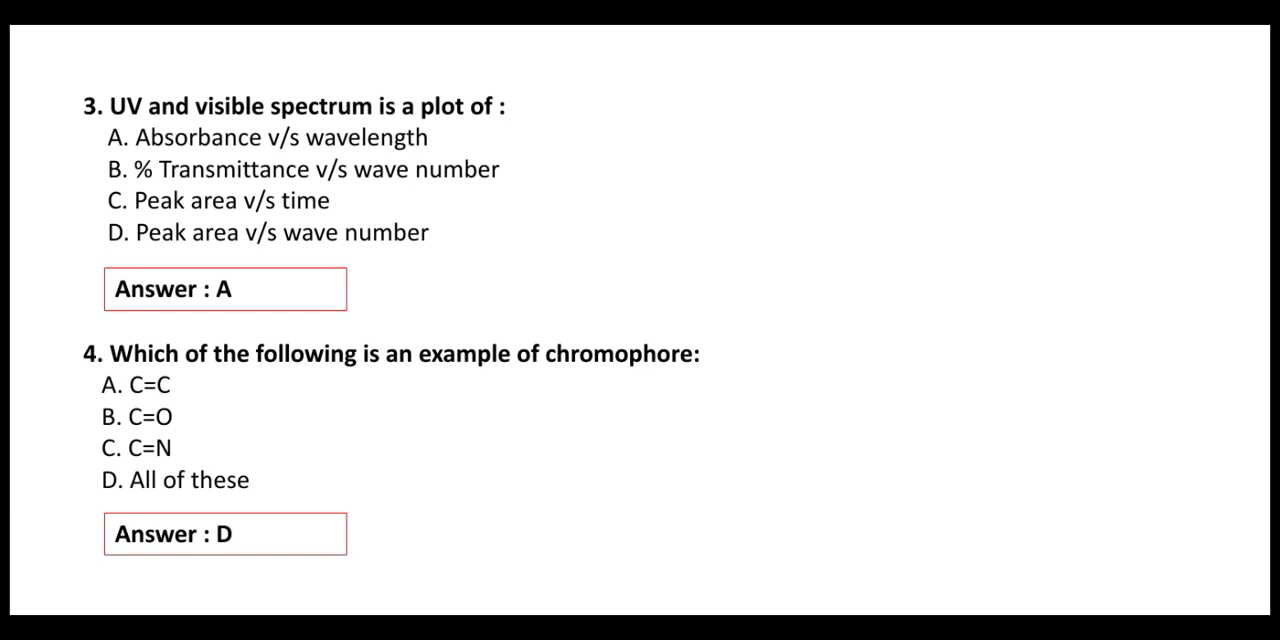 3. UV and visible spectrum is a plot of :
A. Absorbance v/s wavelength
B. % Transmittance v/s wave number
C. Peak area v/s time
D. Peak area v/s wave number
Answer : A
4. Which of the following is an example of chromophore:
A. C=C
B. C=O
C. C=N
D. All of these
Answer : D